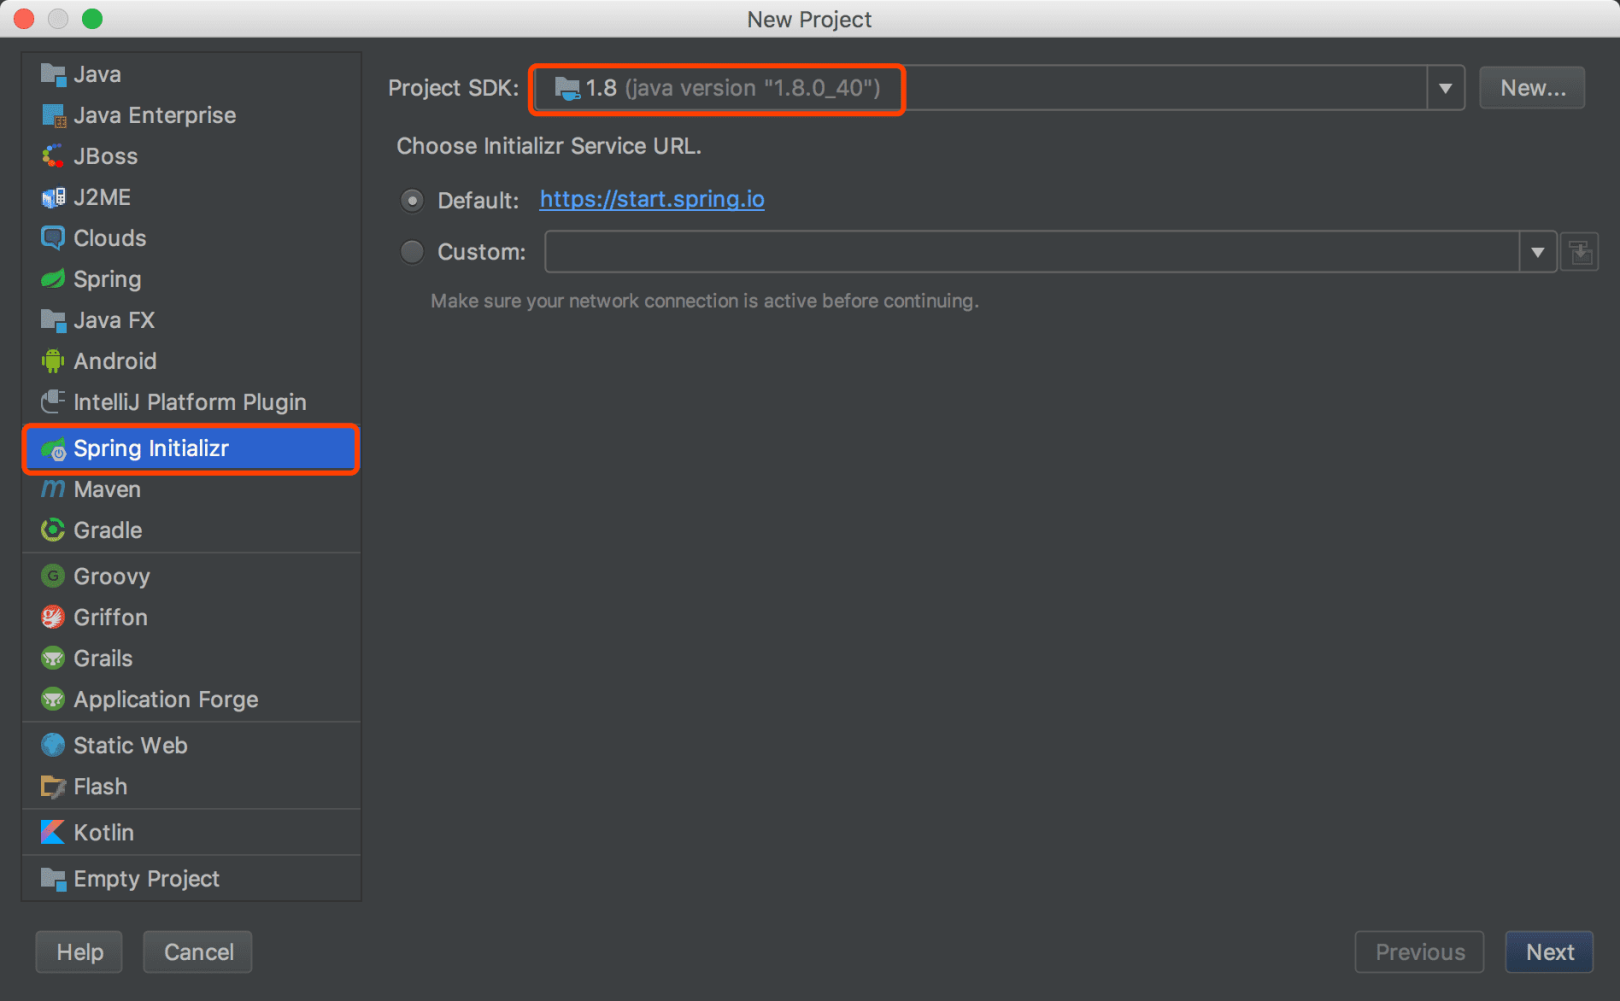 New Project
Java
Java Enterprise
JBoss
J2ME
Clouds
Spring
Java FX
Android
IntelliJ Platform Plugin
Spring Initializr
Maven
Gradle
Groovy
Griffon
Grails
Application Forge
Static Web
Flash
Kotlin
Empty Project
Project SDK: 1.8 (java version "1.8.0_40") New...
Choose Initializr Service URL.
Default: https://start.spring.io
Custom:
Make sure your network connection is active before continuing.
Help Cancel Previous Next